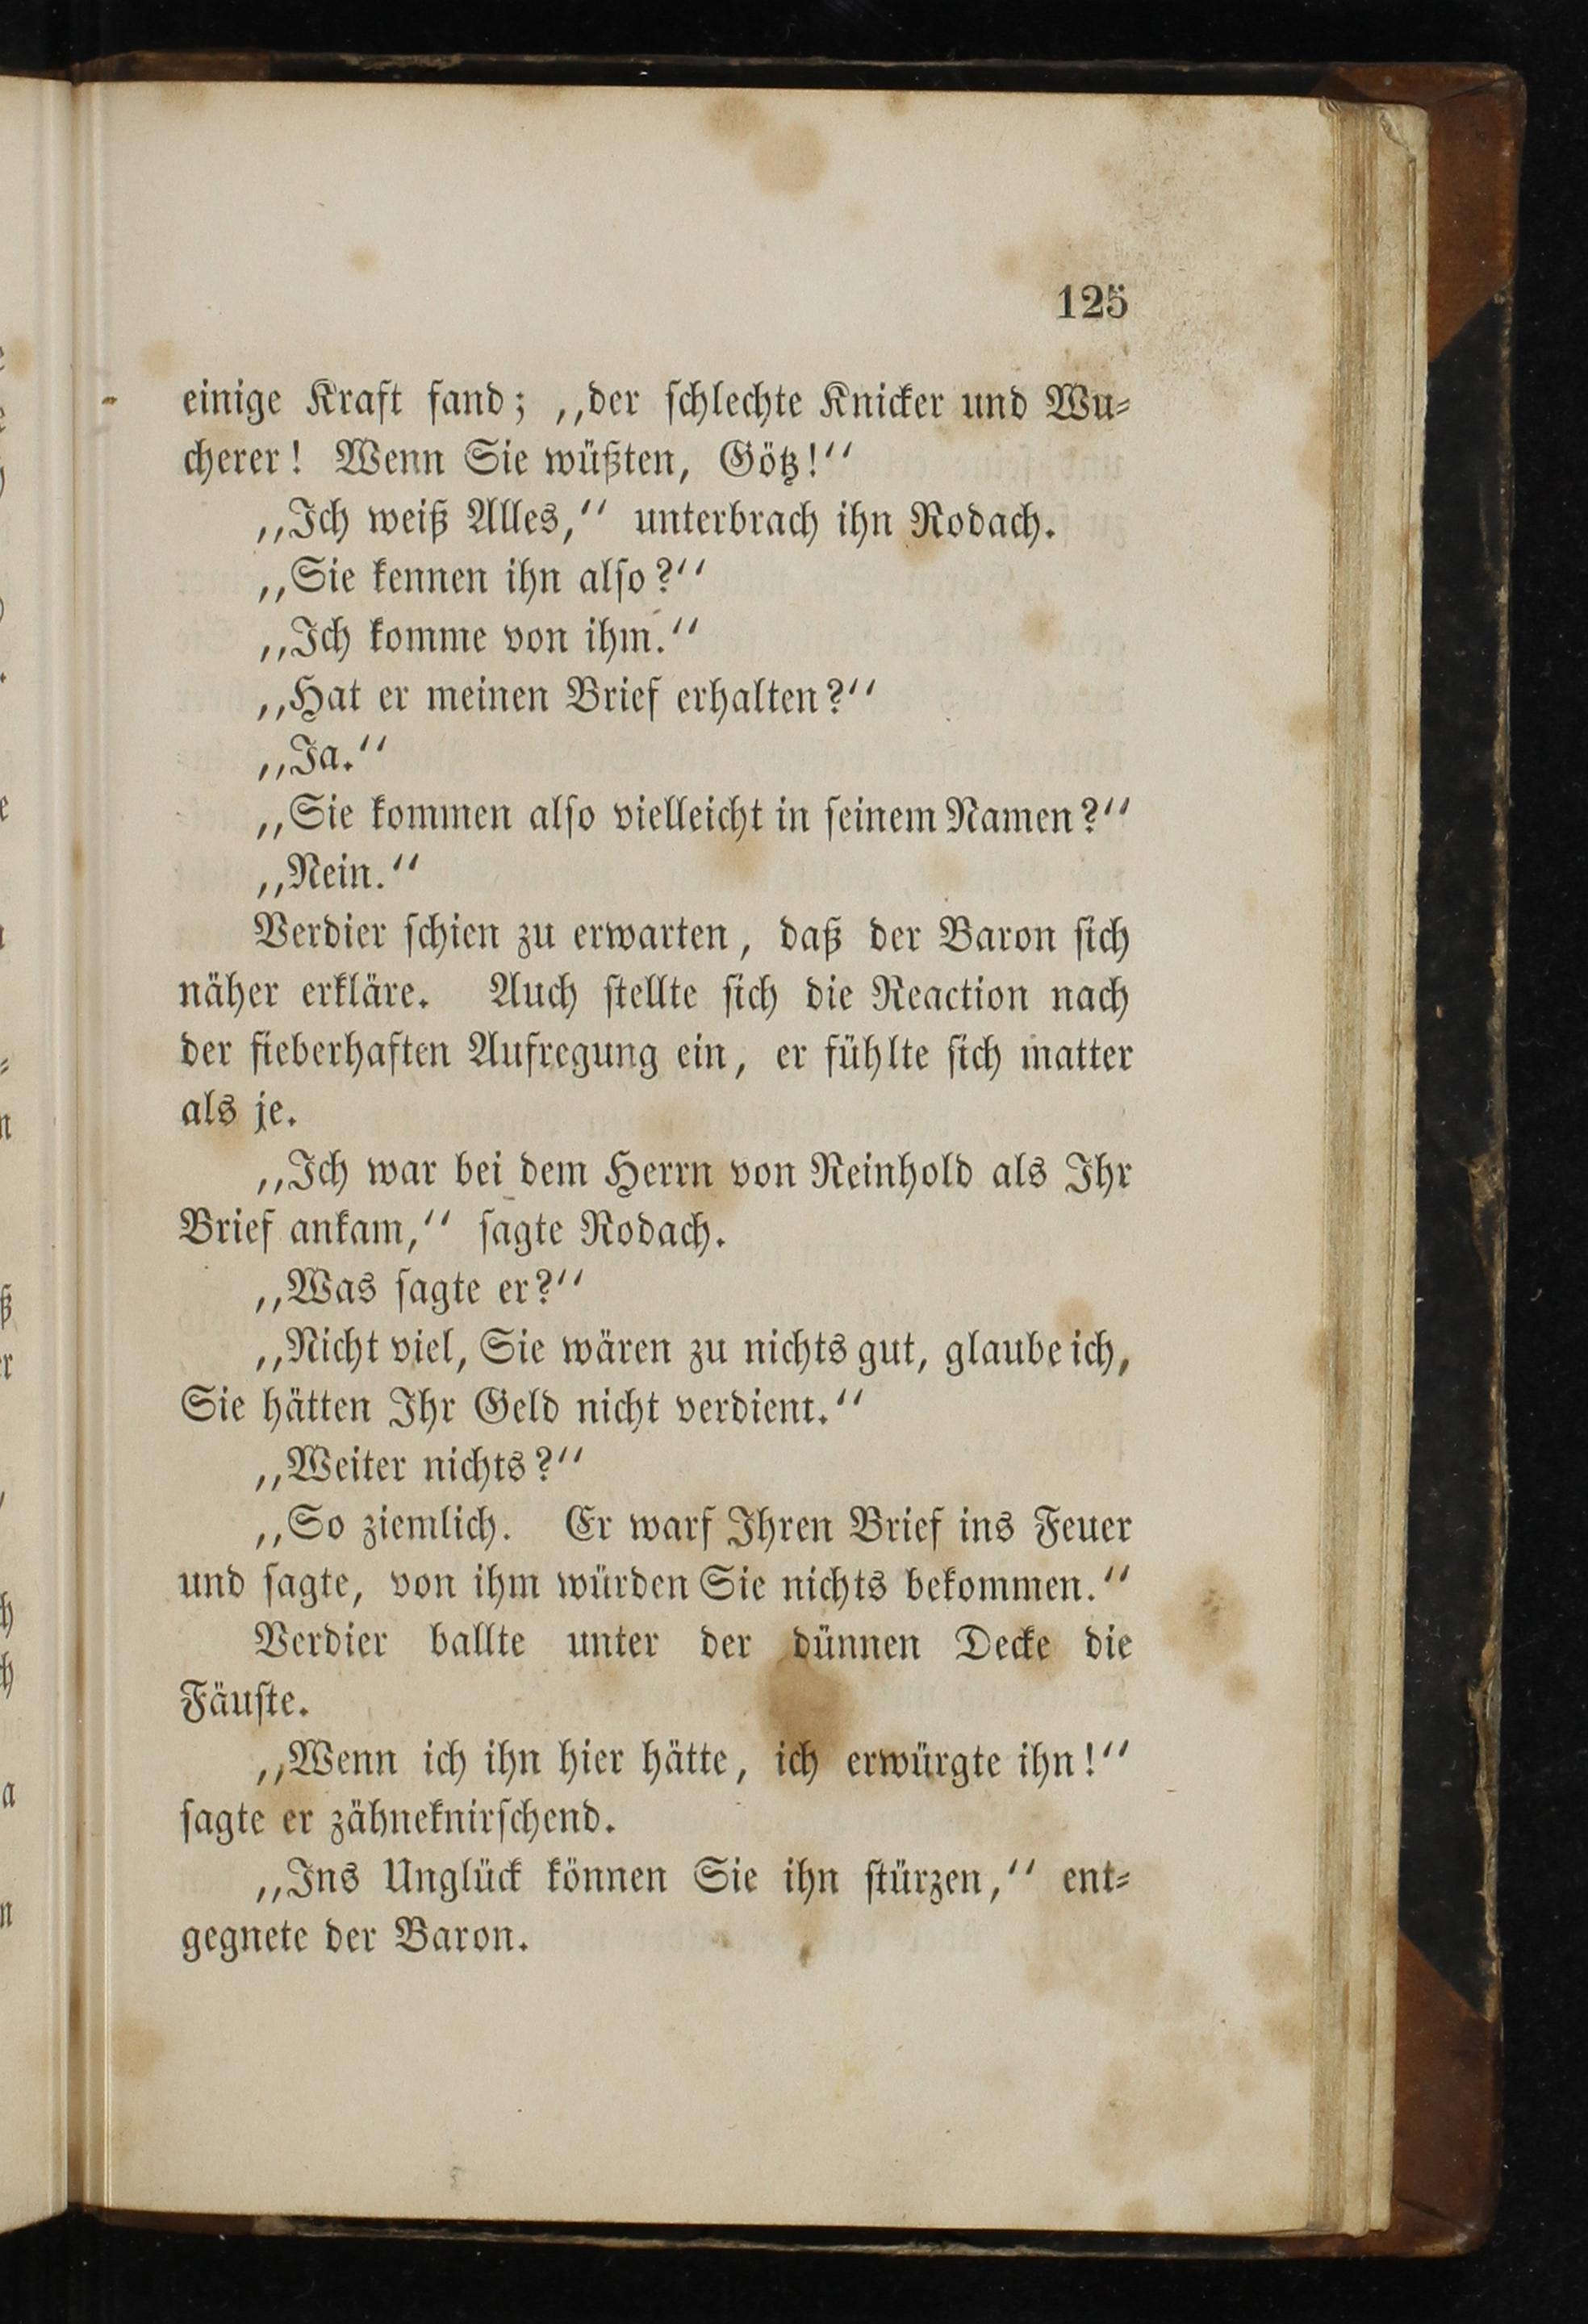 125
einige Kraft fand; „der schlechte Knicker und Wu-
cherer! Wenn Sie wüßten, Götz!“
„Ich weiß Alles,“ unterbrach ihn Rodach.
„Sie kennen ihn also?“
„Ich komme von ihm.“
„Hat er meinen Brief erhalten?“
„Ja.“
„Sie kommen also vielleicht in seinem Namen?“
„Nein.“
Verdier schien zu erwarten, daß der Baron sich
näher erkläre. Auch stellte sich die Reaction nach
der fieberhaften Aufregung ein, er fühlte sich matter
als je.
„Ich war bei dem Herrn von Reinhold als Ihr
Brief ankam,“ sagte Rodach.
„Was sagte er?“
„Nicht viel, Sie wären zu nichts gut, glaube ich,
Sie hätten Ihr Geld nicht verdient.“
„Weiter nichts?“
„So ziemlich. Er warf Ihren Brief ins Feuer
und sagte, von ihm würden Sie nichts bekommen.“
Verdier ballte unter der dünnen Decke die
Fäuste.
„Wenn ich ihn hier hätte, ich erwürgte ihn!“
sagte er zähneknirschend.
„Ins Unglück können Sie ihn stürzen,“ ent-
gegnete der Baron.